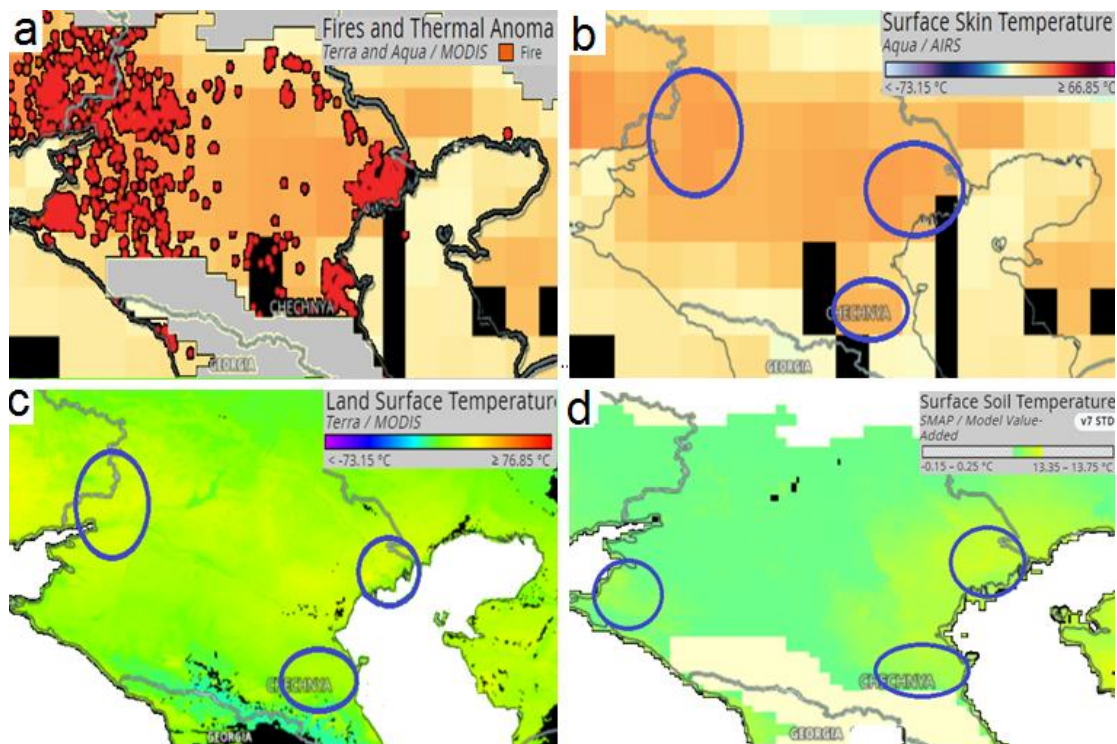 a
Fires and Thermal Anoma
Terra and Aqua / MODIS Fire
CHECHNYA
GEORGIA
b
Surface Skin Temperature
Aqua / AIRS
< -73.15 °C ≥ 66.85 °C
CHECHNYA
GEORGIA
c
Land Surface Temperature
Terra / MODIS
< -73.15 °C ≥ 76.85 °C
CHECHNYA
GEORGIA
d
Surface Soil Temperature
SMAP / Model Value-
Added
v7 STD
-0.15 – 0.25 °C 13.35 – 13.75 °C
CHECHNYA
GEORGIA